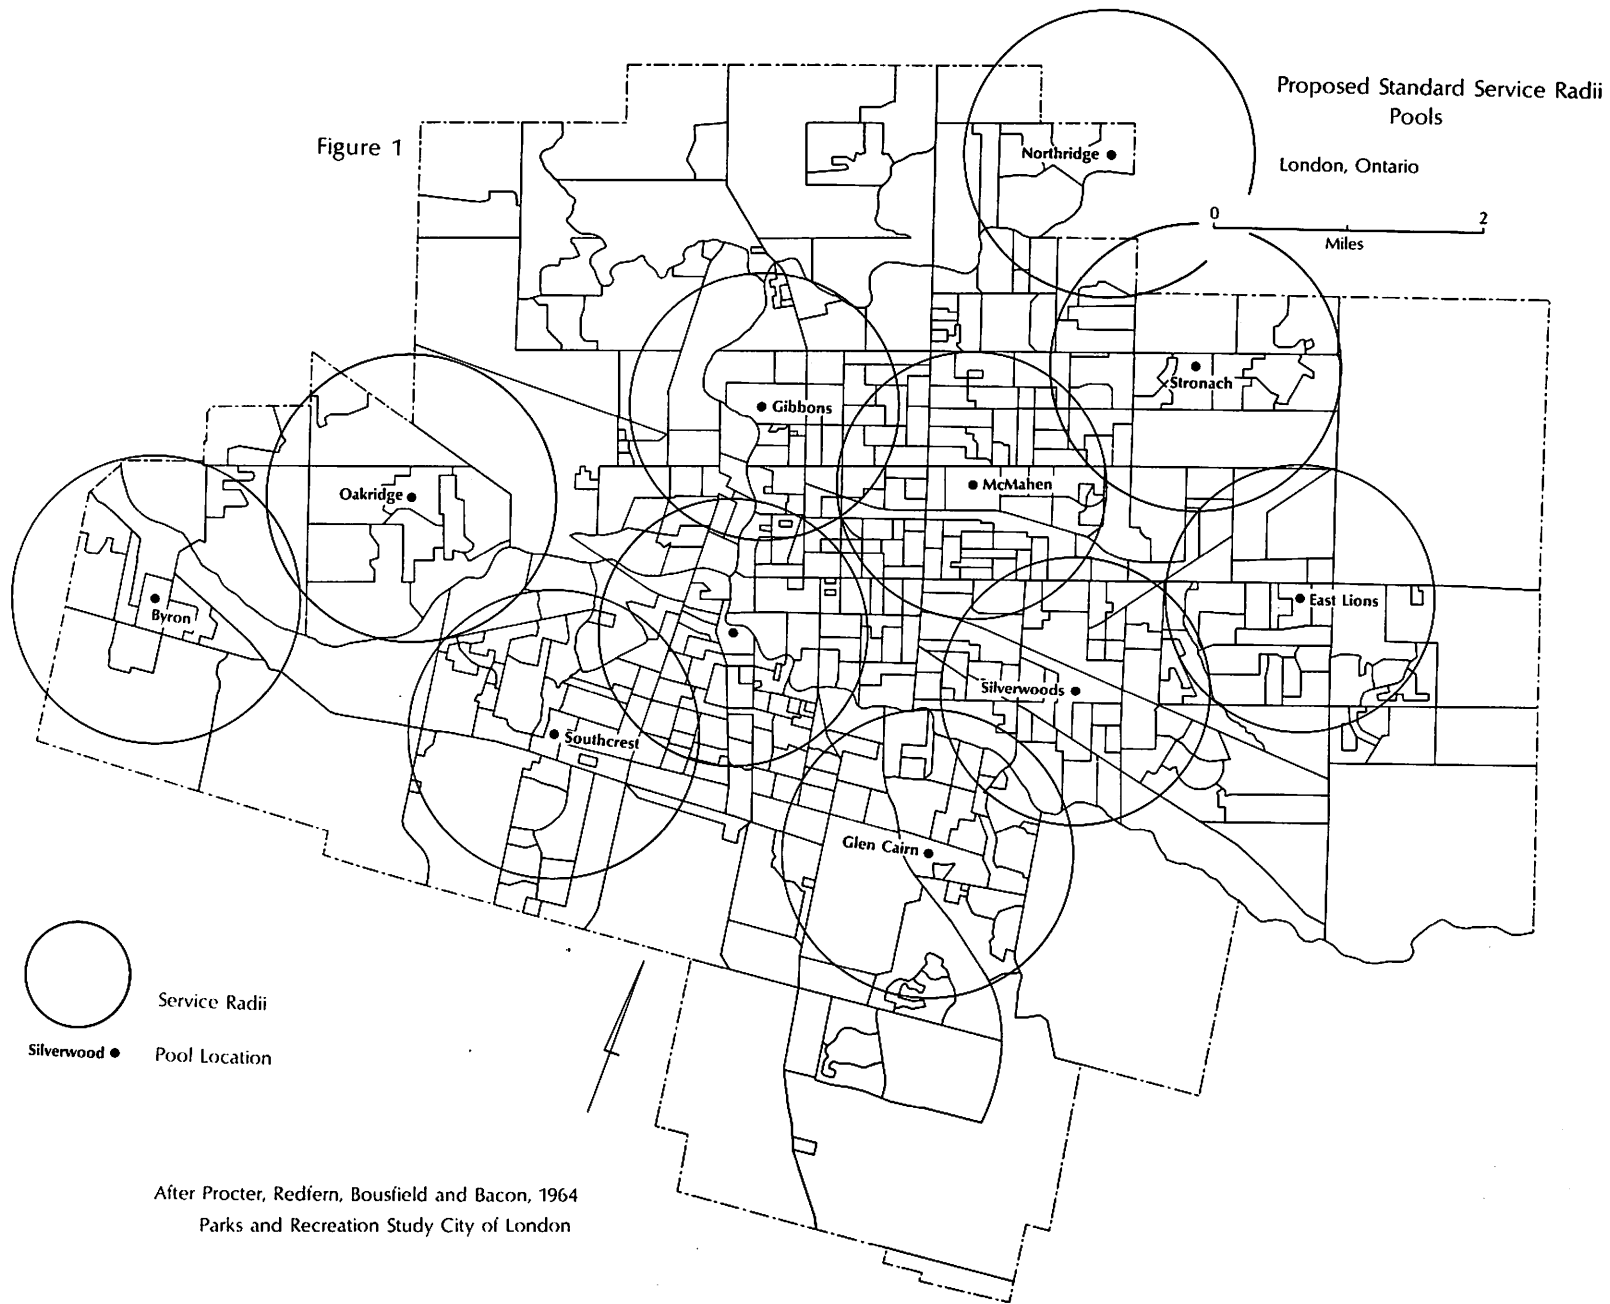 Proposed Standard Service Radii
Pools
Figure 1
Northridge
London, Ontario
0 2
Miles
Stronach
Gibbons
McMahen
Oakridge
East Lions
Byron
Silverwoods
Southcrest
Glen Cairn
Service Radii
Silverwood
Pool Location
After Procter, Redfern, Bousfield and Bacon, 1964
Parks and Recreation Study City of London